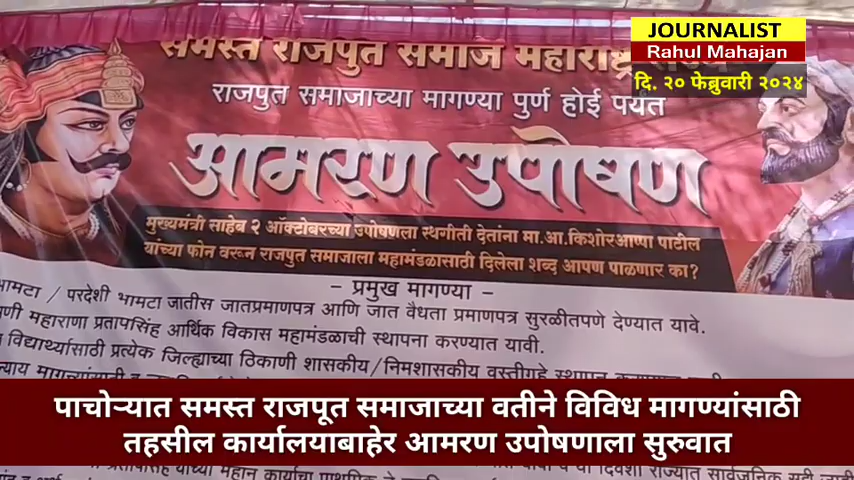 JOURNALIST
Rahul Mahajan
दि. २० फेब्रुवारी २०२४
समस्त राजपुत समाज महाराष्ट्र
राजपुत समाजाच्या मागण्या पुर्ण होई पर्यंत
आमरण उपोषण
मुख्यमंत्री साहेब २ ऑक्टोबरच्या उपोषणला स्थगीती देतांना मा.आ.किशोरआप्पा पाटील
यांच्या फोन वरून राजपुत समाजाला महामंडळासाठी दिलेला शब्द आपण पाळणार का?
- प्रमुख मागण्या -
भामटा / परदेशी भामटा जातीस जातप्रमाणपत्र आणि जात वैधता प्रमाणपत्र सुरळीतपणे देण्यात यावे.
महाराणा प्रतापसिंह आर्थिक विकास महामंडळाची स्थापना करण्यात यावी.
विद्यार्थ्यासाठी प्रत्येक जिल्ह्याच्या ठिकाणी शासकीय/निमशासकीय वस्तीगृहे
पाचोऱ्यात समस्त राजपूत समाजाच्या वतीने विविध मागण्यांसाठी
तहसील कार्यालयाबाहेर आमरण उपोषणाला सुरुवात